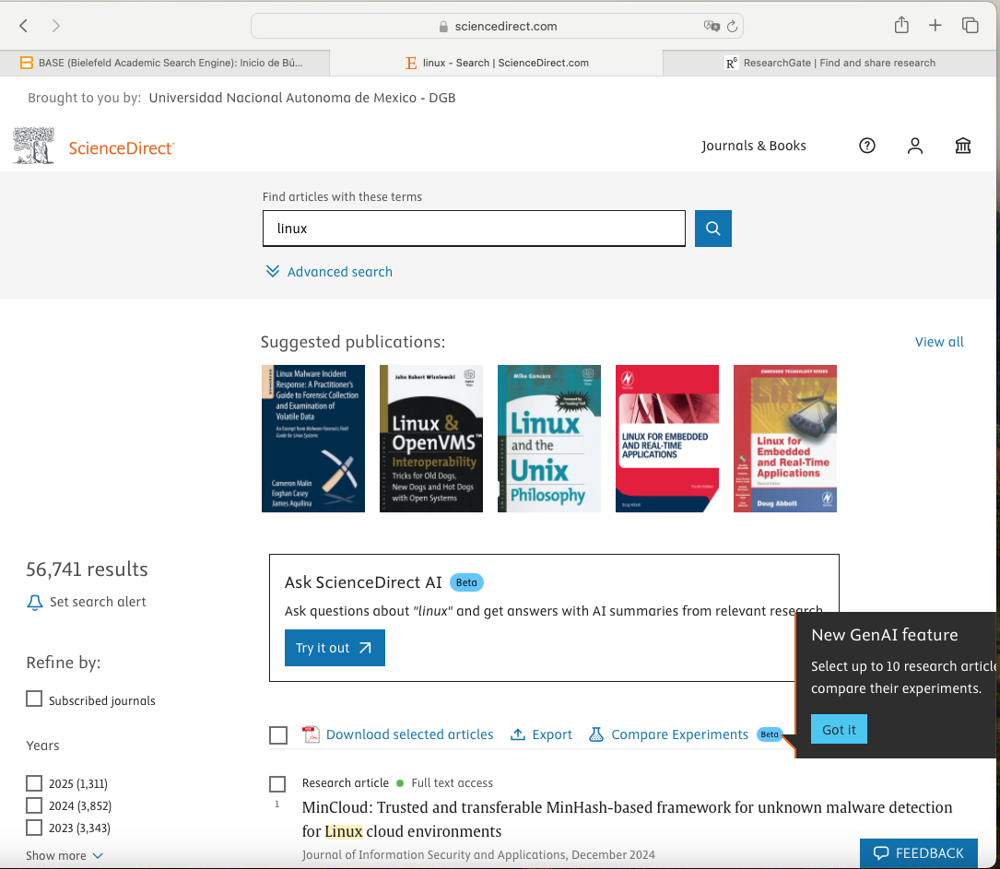 sciencedirect.com
BASE (Bielefeld Academic Search Engine): Inicio de Bú...
linux - Search | ScienceDirect.com
ResearchGate | Find and share research
Brought to you by: Universidad Nacional Autonoma de Mexico - DGB
ScienceDirect
Journals & Books
Find articles with these terms
linux
Advanced search
Suggested publications:
View all
Linux Malware Incident
Response: A Practitioner's
Guide to Forensic Collection
and Examination of
Volatile Data
An Excerpt from Malware Forensics Field
Guide for Linux Systems
Cameron Malin
Eoghan Casey
James Aquilina
John Robert Wisniewski
Linux &
OpenVMS™
Interoperability
Tricks for Old Dogs,
New Dogs and Hot Dogs
with Open Systems
Mike Gancarz
Linux
and the
Unix
Philosophy
LINUX FOR EMBEDDED
AND REAL-TIME
APPLICATIONS
Fourth Edition
Doug Abbott
EMBEDDED TECHNOLOGY SERIES
Linux for
Embedded
and Real-Time
Applications
Second Edition
Doug Abbott
56,741 results
Set search alert
Refine by:
Subscribed journals
Years
2025 (1,311)
2024 (3,852)
2023 (3,343)
Show more
Ask ScienceDirect AI Beta
Ask questions about "linux" and get answers with AI summaries from relevant research.
Try it out
New GenAI feature
Select up to 10 research article
compare their experiments.
Got it
Download selected articles
Export
Compare Experiments Beta
Research article Full text access
1
MinCloud: Trusted and transferable MinHash-based framework for unknown malware detection
for Linux cloud environments
Journal of Information Security and Applications, December 2024
FEEDBACK